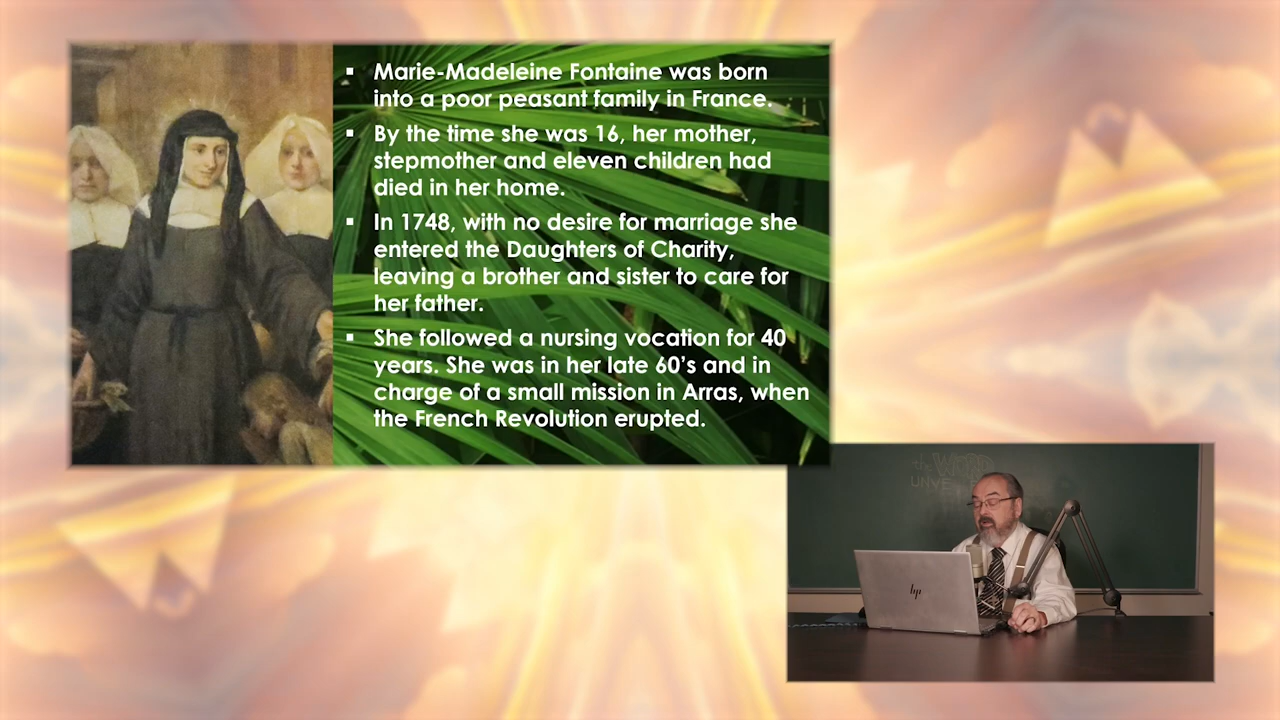 ▪ Marie-Madeleine Fontaine was born
into a poor peasant family in France.
▪ By the time she was 16, her mother,
stepmother and eleven children had
died in her home.
▪ In 1748, with no desire for marriage she
entered the Daughters of Charity,
leaving a brother and sister to care for
her father.
▪ She followed a nursing vocation for 40
years. She was in her late 60’s and in
charge of a small mission in Arras, when
the French Revolution erupted.
the WORD
UNVE
hp